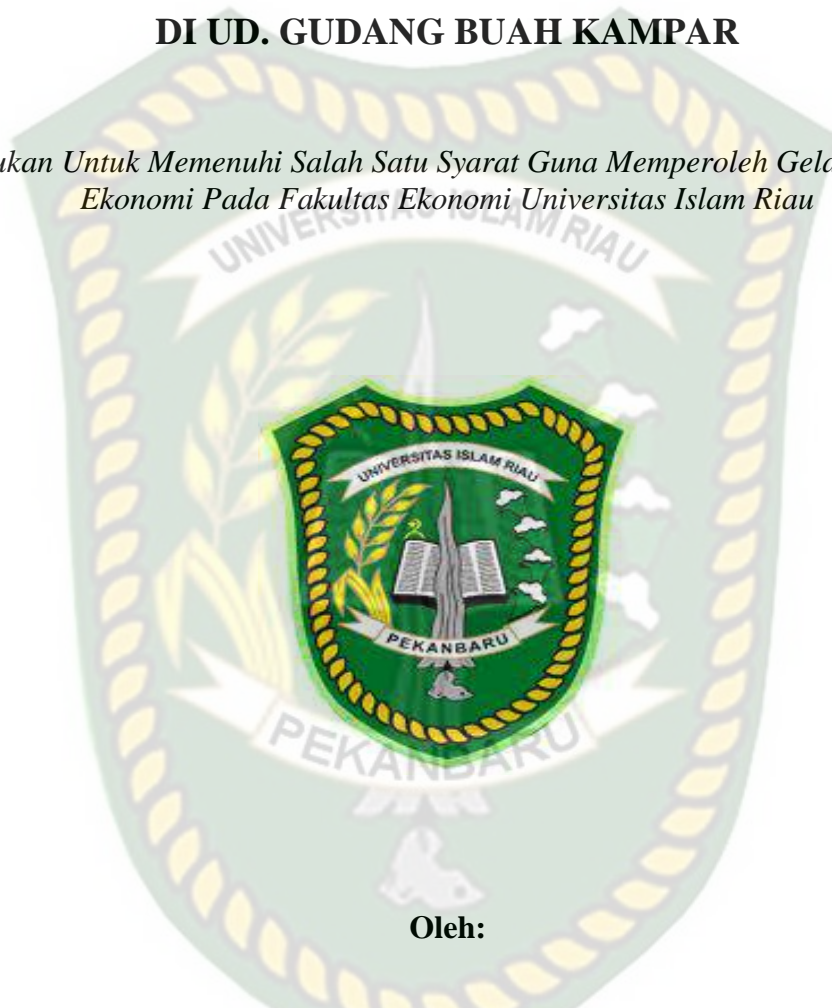 DI UD. GUDANG BUAH KAMPAR
ukan Untuk Memenuhi Salah Satu Syarat Guna Memperoleh Gela
Ekonomi Pada Fakultas Ekonomi Universitas Islam Riau
UNIVERSITAS ISLAM RIAU
UNIVERSITAS ISLAM RIAU
PEKANBARU
PEKANBARU
Oleh: